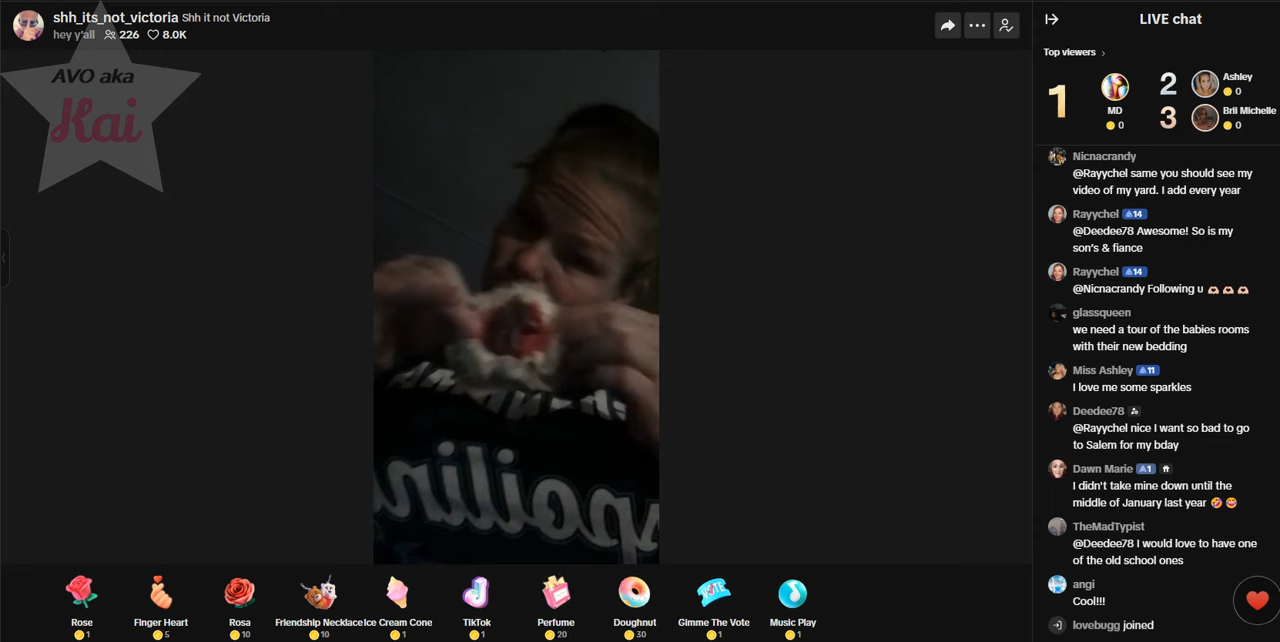 shh_its_not_victoria Shh it not Victoria
hey y'all 226 8.0K
AVO aka
Kai
spoilin
Rose
1
Finger Heart
5
Rosa
10
Friendship Necklace
10
Ice Cream Cone
1
TikTok
1
Perfume
20
Doughnut
30
VOTE
Gimme The Vote
1
Music Play
1
LIVE chat
Top viewers
1
MD
0
2
Ashley
0
3
Bril Michelle
0
Nicnacrandy
@Rayychel same you should see my
video of my yard. I add every year
Rayychel 14
@Deedee78 Awesome! So is my
son's & fiance
Rayychel 14
@Nicnacrandy Following u 🫶🏼 🫶🏼 🫶🏼
glassqueen
we need a tour of the babies rooms
with their new bedding
Miss Ashley 11
I love me some sparkles
Deedee78
@Rayychel nice I want so bad to go
to Salem for my bday
Dawn Marie 1
I didn't take mine down until the
middle of January last year 🤣 😂
TheMadTypist
@Deedee78 I would love to have one
of the old school ones
angi
Cool!!!
lovebugg joined